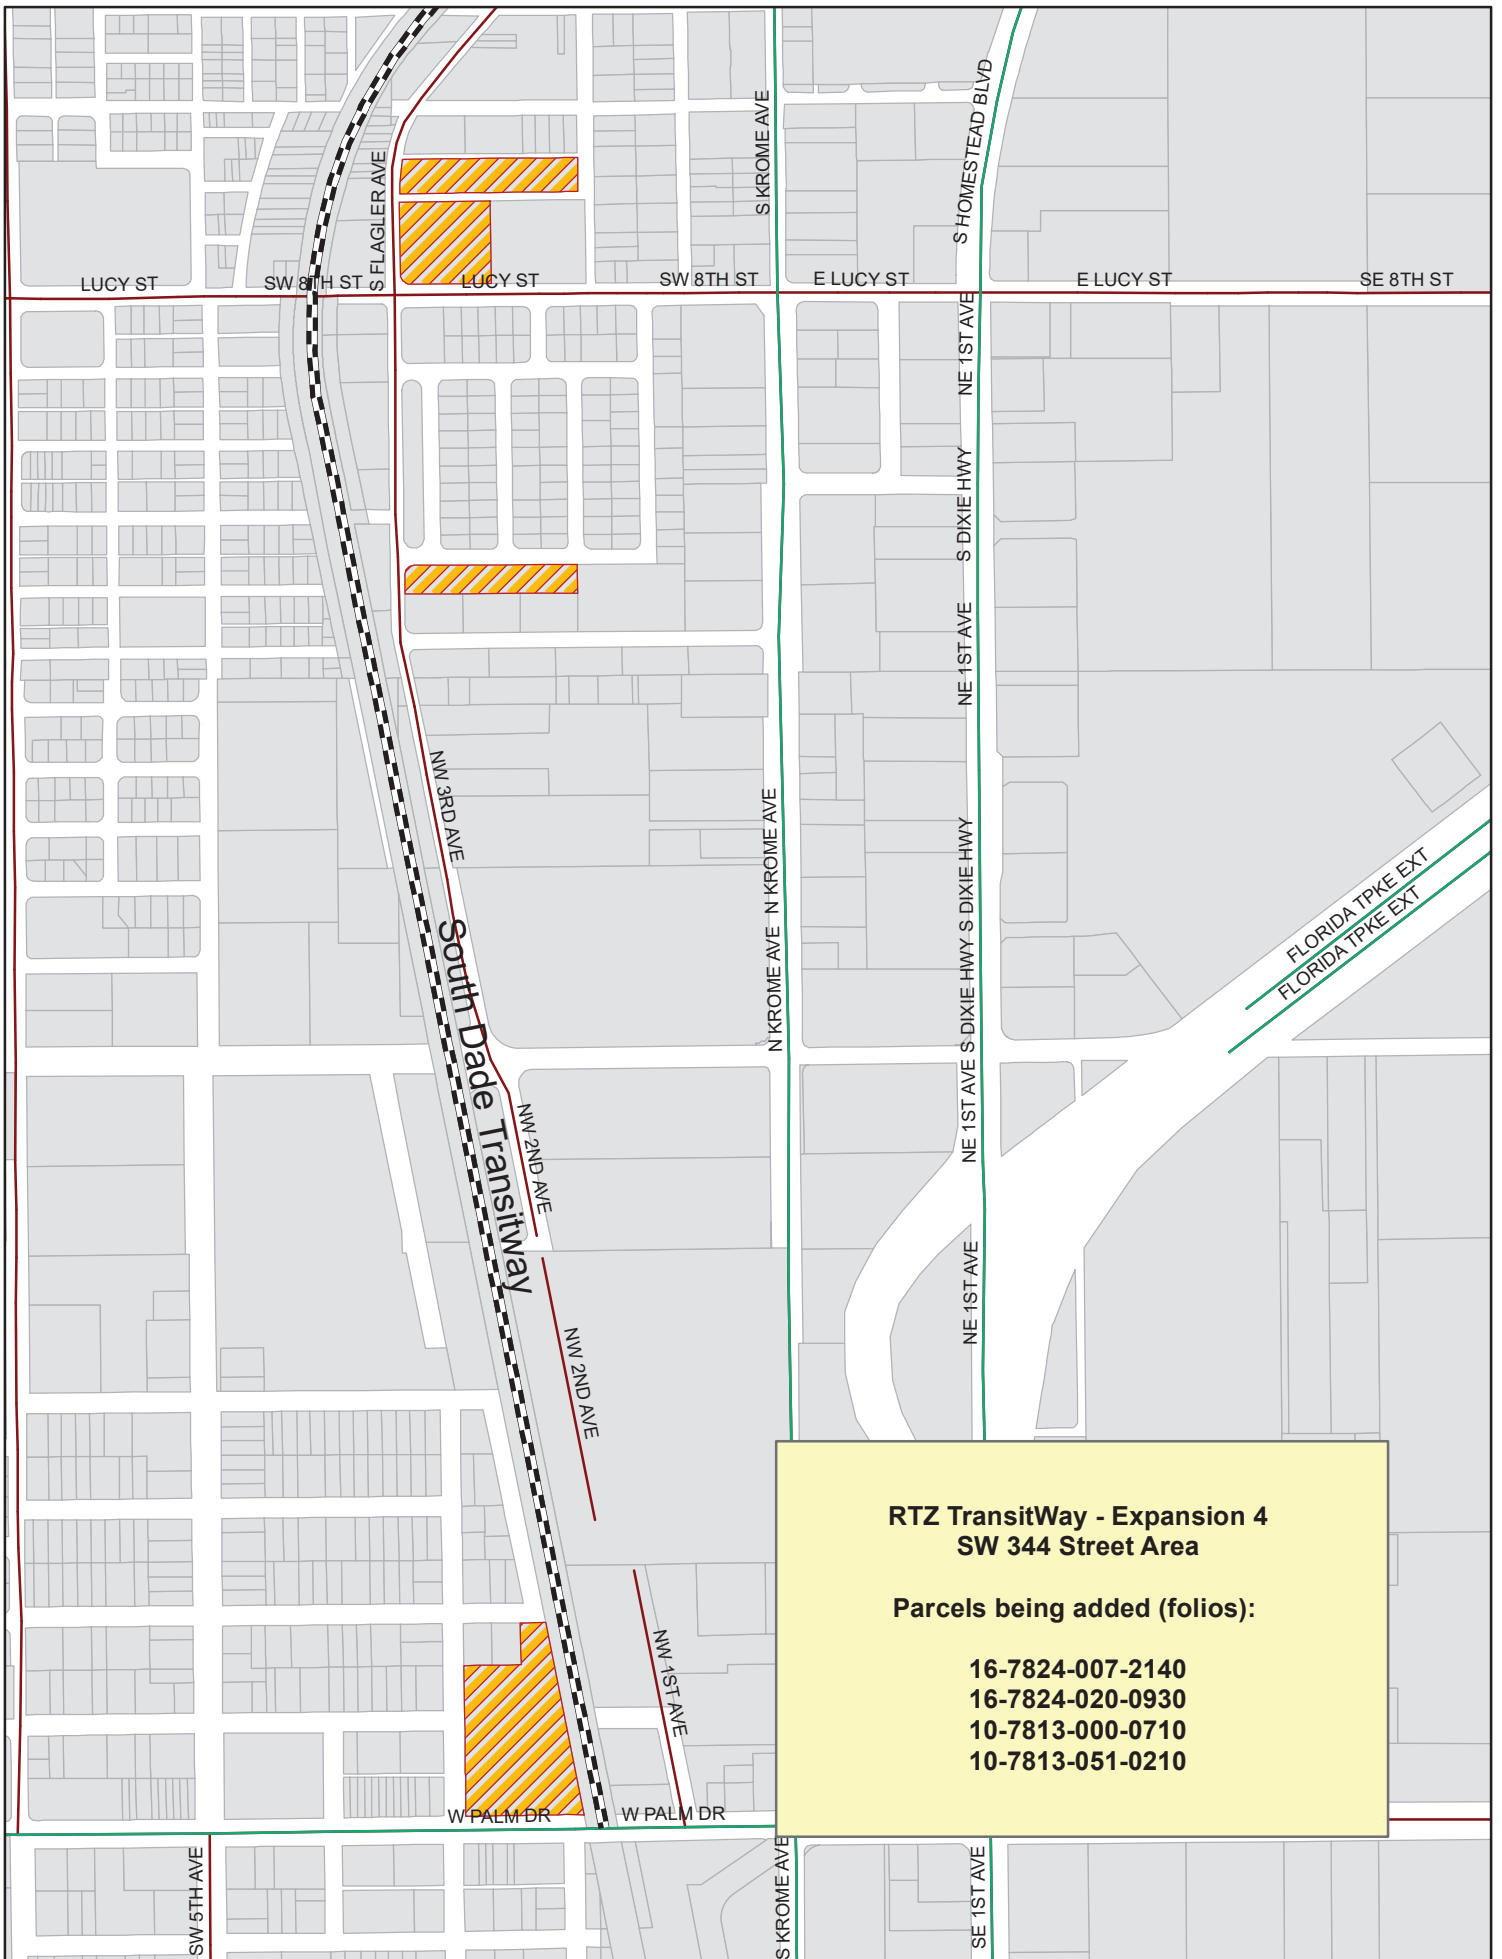 S KROME AVE
S HOMESTEAD BLVD
S FLAGLER AVE
LUCY ST
SW 8TH ST
LUCY ST
SW 8TH ST
E LUCY ST
E LUCY ST
SE 8TH ST
NE 1ST AVE
S DIXIE HWY
NE 1ST AVE
NW 3RD AVE
N KROME AVE
N KROME AVE
S DIXIE HWY
S DIXIE HWY
NE 1ST AVE
FLORIDA TPKE EXT
FLORIDA TPKE EXT
South Dade Transitway
NW 2ND AVE
NE 1ST AVE
NW 2ND AVE
NW 1ST AVE
RTZ TransitWay - Expansion 4
SW 344 Street Area
Parcels being added (folios):
16-7824-007-2140
16-7824-020-0930
10-7813-000-0710
10-7813-051-0210
W PALM DR
W PALM DR
SW 5TH AVE
S KROME AVE
SE 1ST AVE